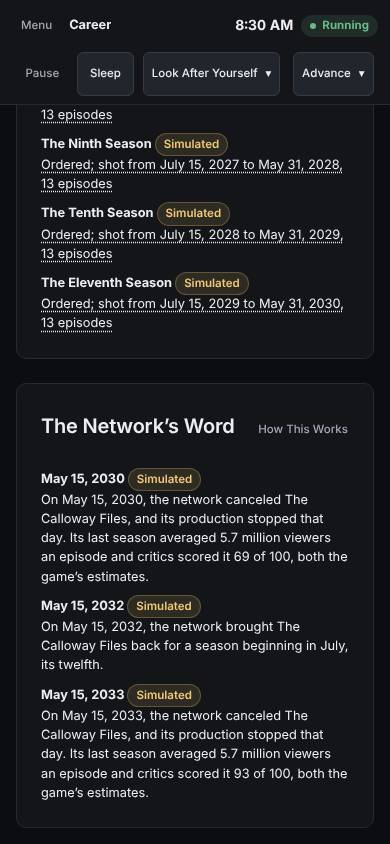 Menu Career 8:30 AM Running
Pause Sleep Look After Yourself ▼ Advance ▼
13 episodes
The Ninth Season Simulated
Ordered; shot from July 15, 2027 to May 31, 2028,
13 episodes
The Tenth Season Simulated
Ordered; shot from July 15, 2028 to May 31, 2029,
13 episodes
The Eleventh Season Simulated
Ordered; shot from July 15, 2029 to May 31, 2030,
13 episodes
The Network’s Word How This Works
May 15, 2030 Simulated
On May 15, 2030, the network canceled The
Calloway Files, and its production stopped that
day. Its last season averaged 5.7 million viewers
an episode and critics scored it 69 of 100, both the
game’s estimates.
May 15, 2032 Simulated
On May 15, 2032, the network brought The
Calloway Files back for a season beginning in July,
its twelfth.
May 15, 2033 Simulated
On May 15, 2033, the network canceled The
Calloway Files, and its production stopped that
day. Its last season averaged 5.7 million viewers
an episode and critics scored it 93 of 100, both the
game’s estimates.